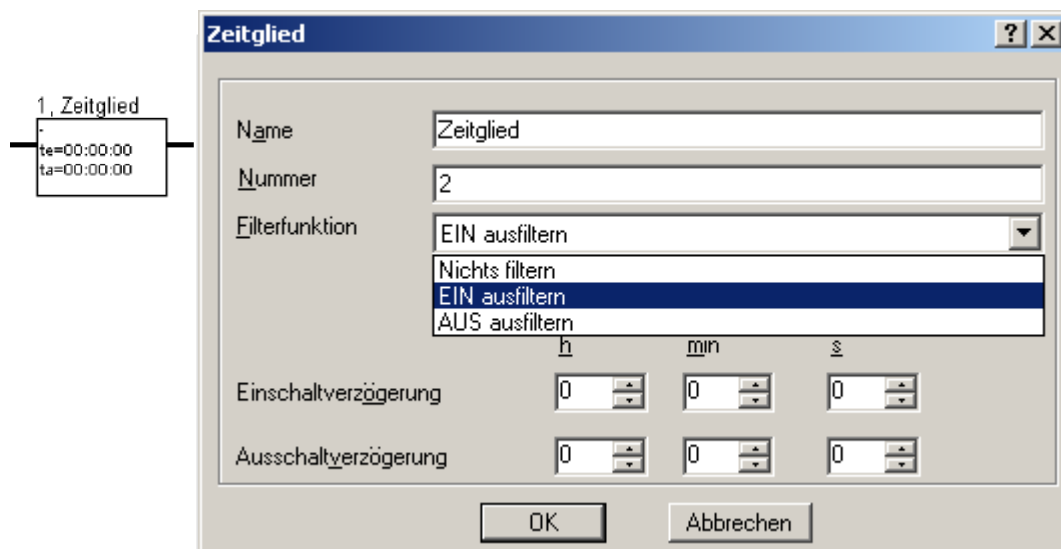 1, Zeitglied
-
te=00:00:00
ta=00:00:00
Zeitglied
Name
Zeitglied
Nummer
2
Filterfunktion
EIN ausfiltern
Nichts filtern
EIN ausfiltern
AUS ausfiltern
h min s
Einschaltverzögerung 0 0 0
Ausschaltverzögerung 0 0 0
OK Abbrechen